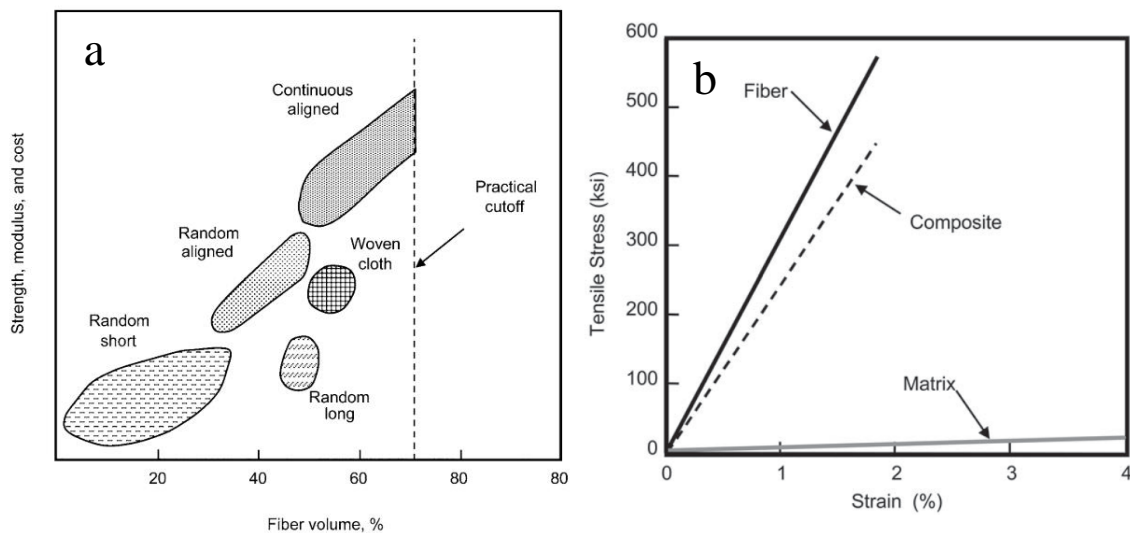 a
Strength, modulus, and cost
Continuous
aligned
Practical
cutoff
Random
aligned
Woven
cloth
Random
short
Random
long
20
40
60
80
80
Fiber volume, %
b
Tensile Stress (ksi)
600
500
400
300
200
100
0
Fiber
Composite
Matrix
0
1
2
3
4
Strain (%)